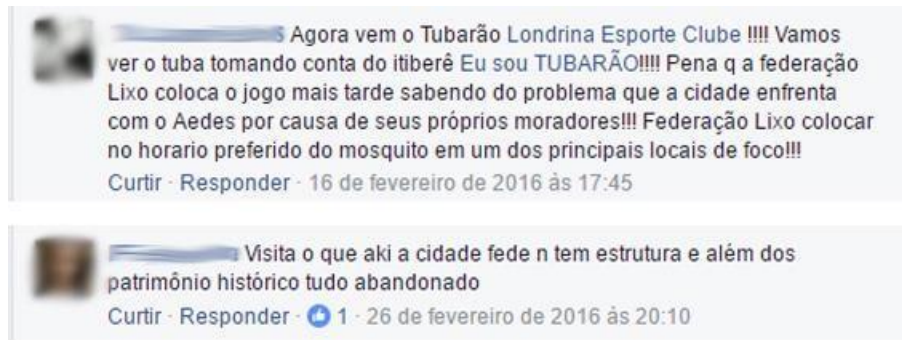 Agora vem o Tubarão Londrina Esporte Clube !!!! Vamos
ver o tuba tomando conta do itiberê Eu sou TUBARÃO!!!! Pena q a federação
Lixo coloca o jogo mais tarde sabendo do problema que a cidade enfrenta
com o Aedes por causa de seus próprios moradores!!! Federação Lixo colocar
no horario preferido do mosquito em um dos principais locais de foco!!!
Curtir · Responder · 16 de fevereiro de 2016 às 17:45
Visita o que aki a cidade fede n tem estrutura e além dos
patrimônio histórico tudo abandonado
Curtir · Responder · 1 · 26 de fevereiro de 2016 às 20:10